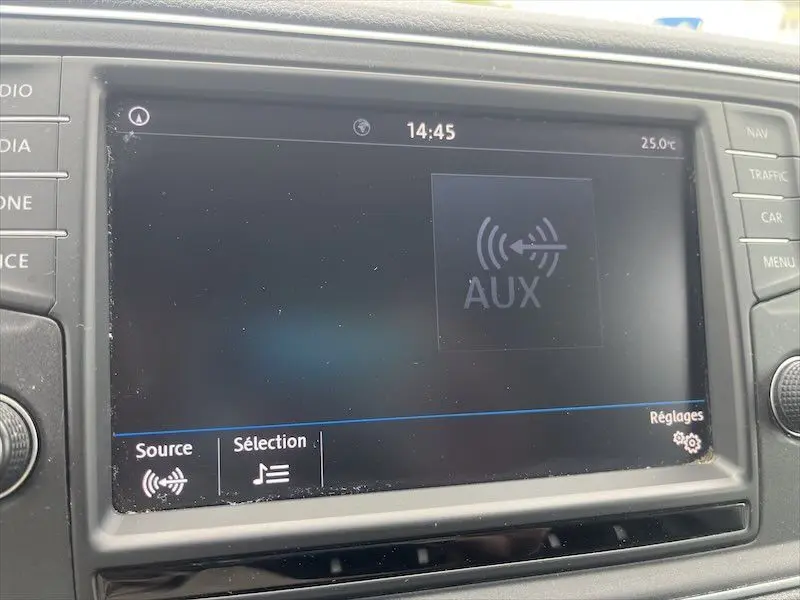 DIO
DIA
ONE
ICE
14:45
25.0°C
AUX
Source
Sélection
Réglages
NAV
TRAFFIC
CAR
MENU